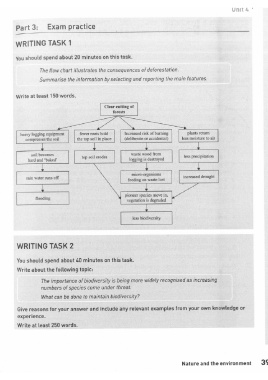 UNIT 4
Part 3: Exam practice
WRITING TASK 1
You should spend about 20 minutes on this task.
The flow chart illustrates the consequences of deforestation.
Summarise the information by selecting and reporting the main features.
Write at least 150 words.
Clear-cutting of
forests
heavy logging equipment
compresses the soil
fewer roots hold
the top soil in place
increased risk of burning
(deliberate or accidental)
plants return
less moisture to air
soil becomes
hard and 'baked'
top soil erodes
waste wood from
logging is destroyed
less precipitation
rain water runs off
micro-organisms
feeding on waste lost
increased drought
flooding
pioneer species move in,
vegetation is degraded
less biodiversity
WRITING TASK 2
You should spend about 40 minutes on this task.
Write about the following topic:
The importance of biodiversity is being more widely recognised as increasing
numbers of species come under threat.
What can be done to maintain biodiversity?
Give reasons for your answer and include any relevant examples from your own knowledge or
experience.
Write at least 250 words.
Nature and the environment 39